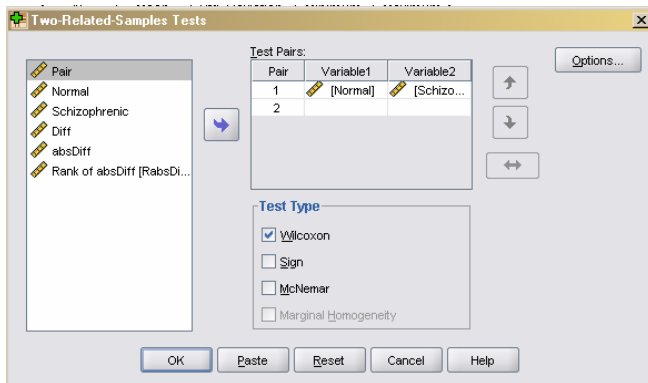 Two-Related-Samples Tests
Pair
Normal
Schizophrenic
Diff
absDiff
Rank of absDiff [RabsDi...
Test Pairs:
Pair Variable1 Variable2
1 [Normal] [Schizo...
2
Options...
Test Type
Wilcoxon
Sign
McNemar
Marginal Homogeneity
OK Paste Reset Cancel Help